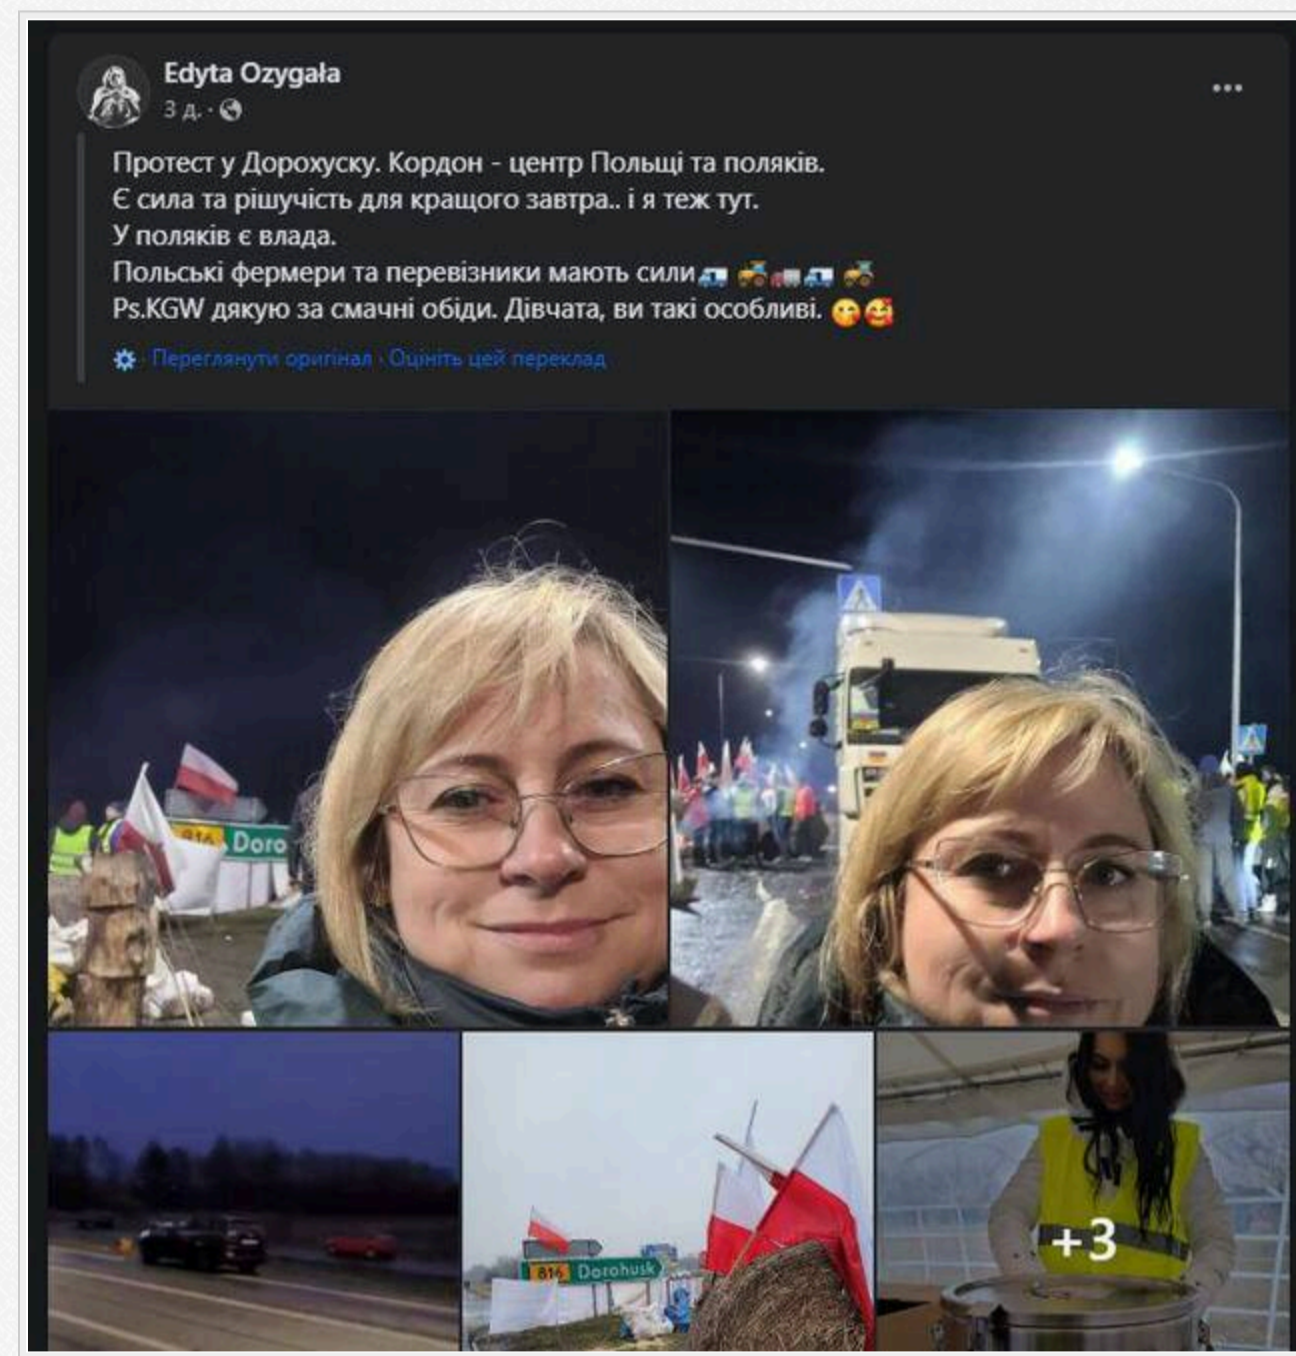 Edyta Ozygała
3 д. ·
Протест у Дорохуску. Кордон - центр Польщі та поляків.
Є сила та рішучість для кращого завтра.. і я теж тут.
У поляків є влада.
Польські фермери та перевізники мають сили
Ps.KGW дякую за смачні обіди. Дівчата, ви такі особливі.
· Переглянути оригінал · Оцініть цей переклад
816 Doro
816 Dorohusk
+3